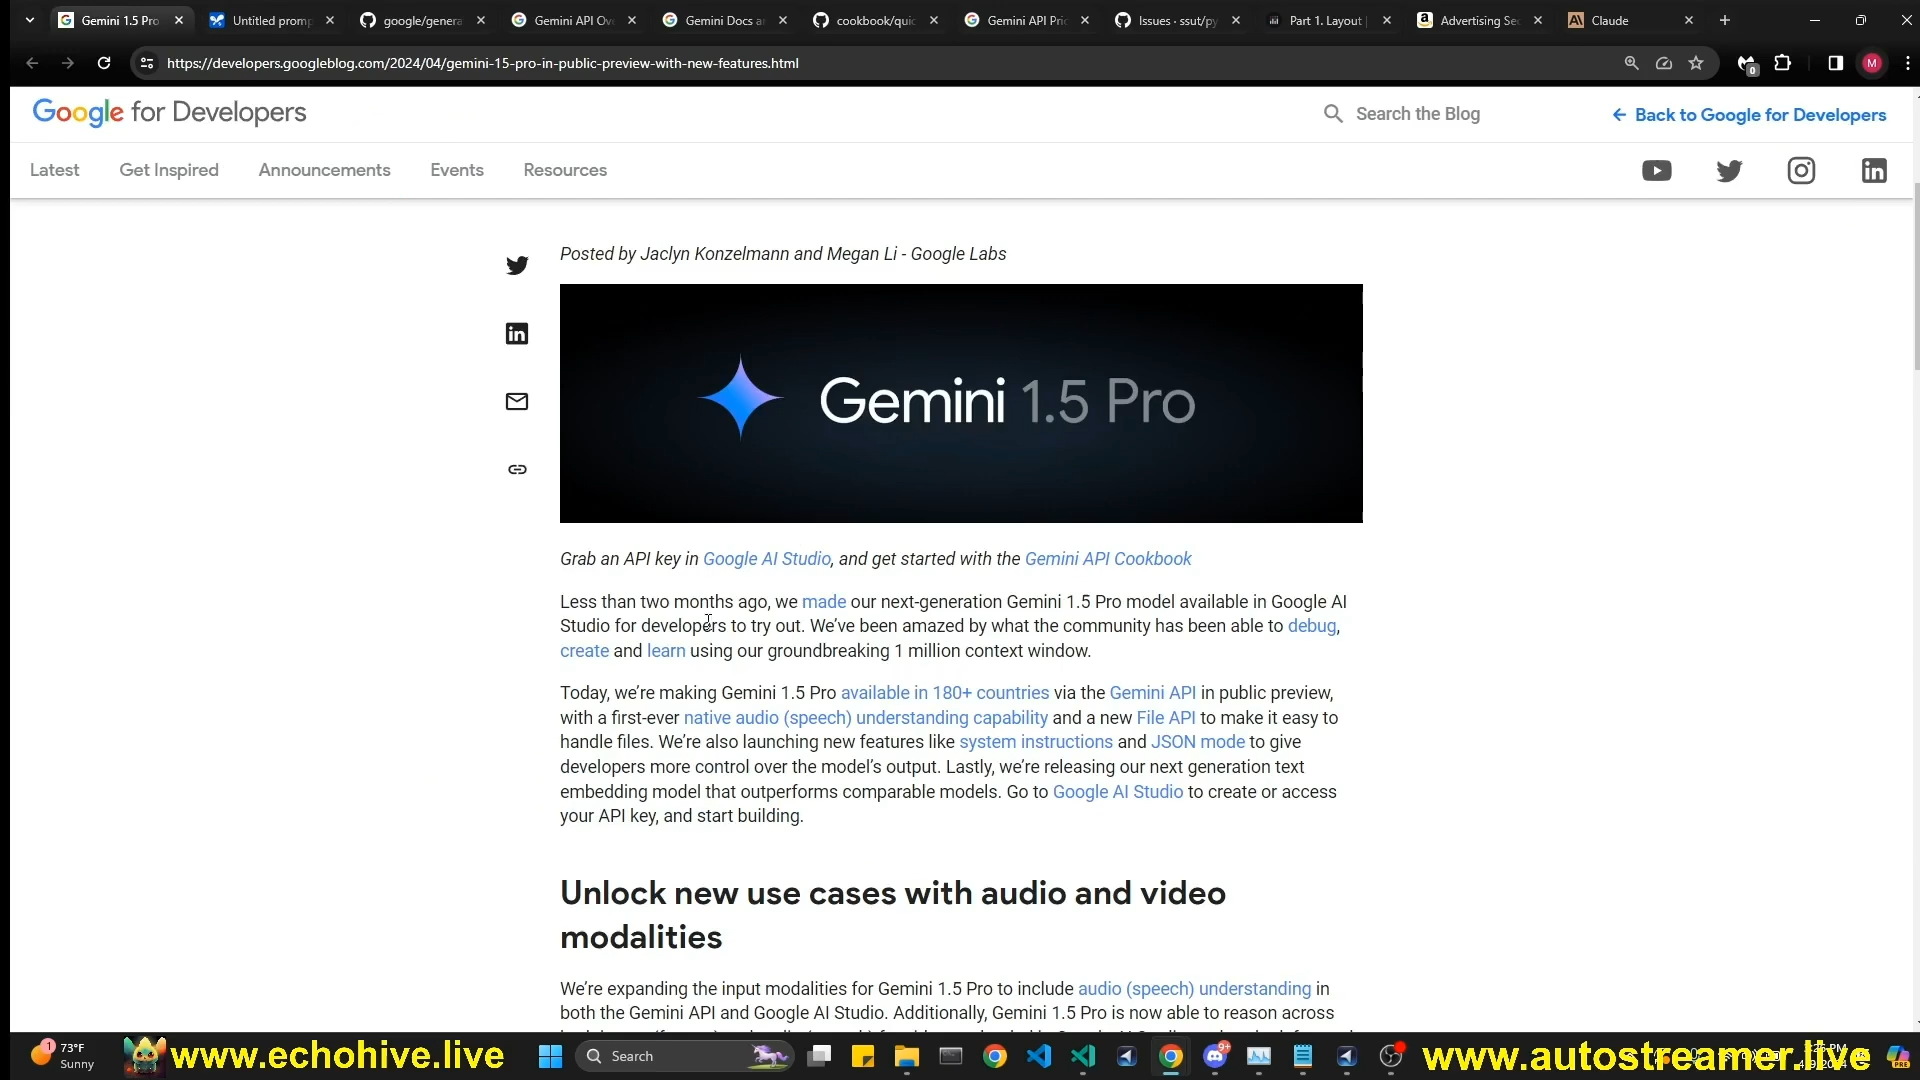 Gemini 1.5 Pro
Untitled promp
google/genera
Gemini API Ov
Gemini Docs a
cookbook/quic
Gemini API Pric
Issues · ssut/py
Part 1. Layout |
Advertising Se
Claude
https://developers.googleblog.com/2024/04/gemini-15-pro-in-public-preview-with-new-features.html
0
M
Google for Developers
Search the Blog
← Back to Google for Developers
Latest
Get Inspired
Announcements
Events
Resources
Posted by Jaclyn Konzelmann and Megan Li - Google Labs
Gemini 1.5 Pro
Grab an API key in Google AI Studio, and get started with the Gemini API Cookbook
Less than two months ago, we made our next-generation Gemini 1.5 Pro model available in Google AI
Studio for developers to try out. We’ve been amazed by what the community has been able to debug,
create and learn using our groundbreaking 1 million context window.
Today, we’re making Gemini 1.5 Pro available in 180+ countries via the Gemini API in public preview,
with a first-ever native audio (speech) understanding capability and a new File API to make it easy to
handle files. We’re also launching new features like system instructions and JSON mode to give
developers more control over the model’s output. Lastly, we’re releasing our next generation text
embedding model that outperforms comparable models. Go to Google AI Studio to create or access
your API key, and start building.
Unlock new use cases with audio and video
modalities
We’re expanding the input modalities for Gemini 1.5 Pro to include audio (speech) understanding in
both the Gemini API and Google AI Studio. Additionally, Gemini 1.5 Pro is now able to reason across
1
73°F
Sunny
www.echohive.live
Search
9+
PRE
www.autostreamer.live